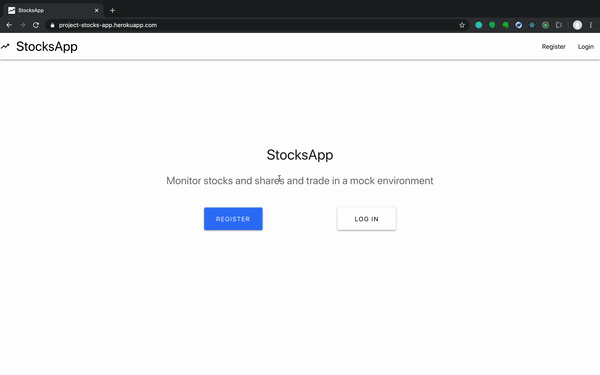 StocksApp
project-stocks-app.herokuapp.com
StocksApp
Register
Login
StocksApp
Monitor stocks and shares and trade in a mock environment
REGISTER
LOG IN